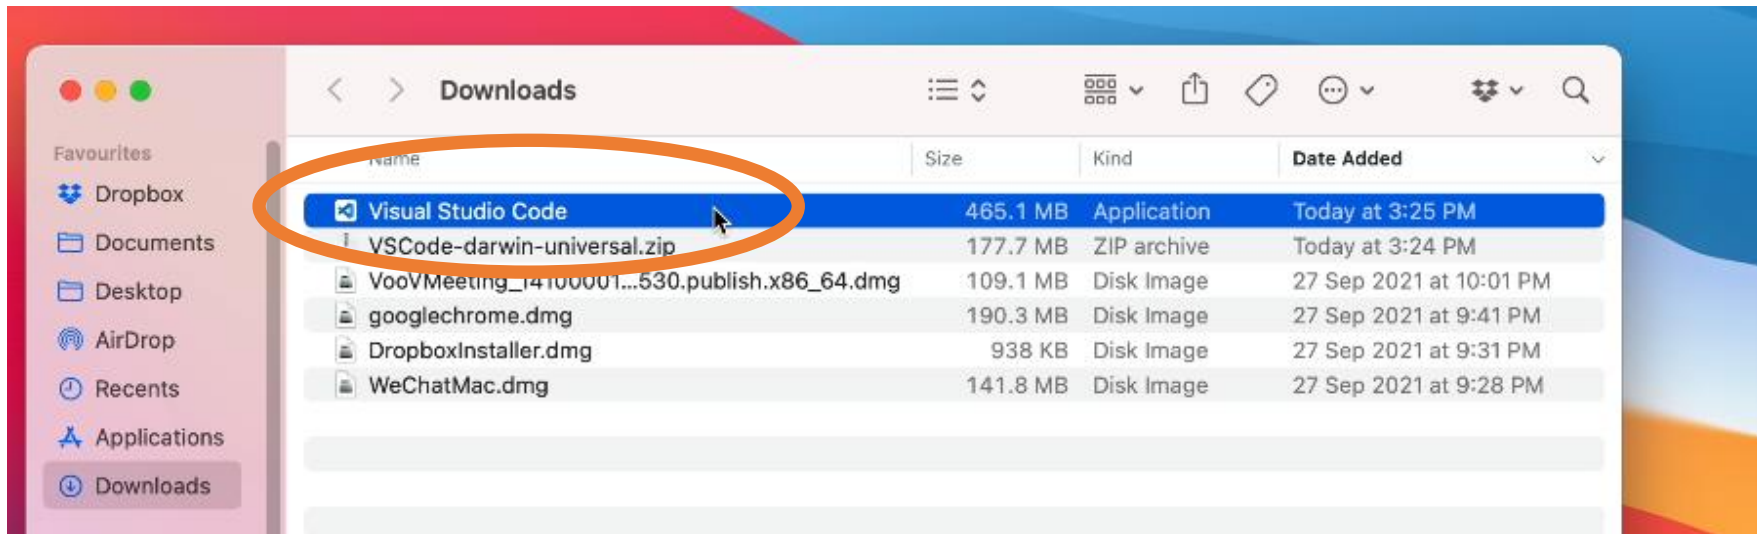 Downloads
Favourites
Dropbox
Documents
Desktop
AirDrop
Recents
Applications
Downloads
Name Size Kind Date Added
Visual Studio Code 465.1 MB Application Today at 3:25 PM
VSCode-darwin-universal.zip 177.7 MB ZIP archive Today at 3:24 PM
VooVMeeting_14100001...530.publish.x86_64.dmg 109.1 MB Disk Image 27 Sep 2021 at 10:01 PM
googlechrome.dmg 190.3 MB Disk Image 27 Sep 2021 at 9:41 PM
DropboxInstaller.dmg 938 KB Disk Image 27 Sep 2021 at 9:31 PM
WeChatMac.dmg 141.8 MB Disk Image 27 Sep 2021 at 9:28 PM